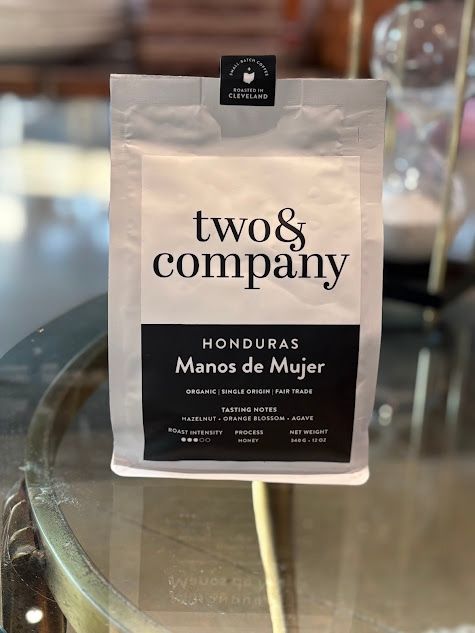 SMALL-BATCH COFFEE
ROASTED IN
CLEVELAND
two&
company
HONDURAS
Manos de Mujer
ORGANIC | SINGLE ORIGIN | FAIR TRADE
TASTING NOTES
HAZELNUT • ORANGE BLOSSOM • AGAVE
ROAST INTENSITY PROCESS NET WEIGHT
HONEY 340 G • 12 OZ